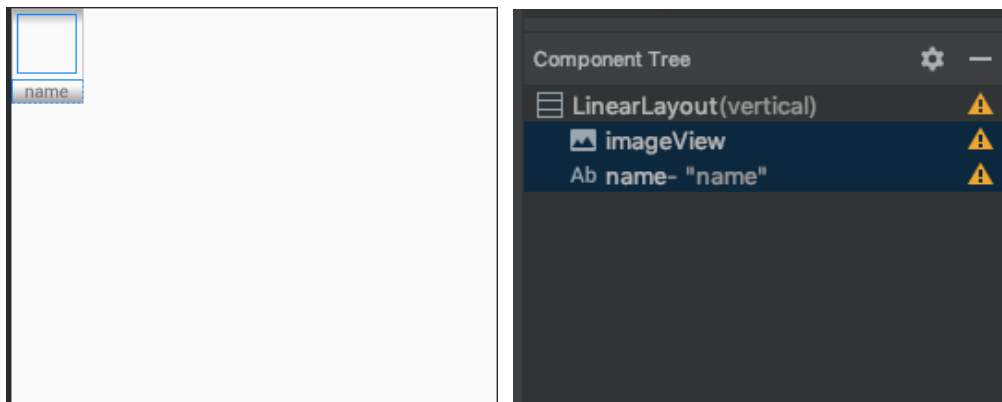 name
Component Tree
LinearLayout(vertical)
imageView
Ab name- "name"